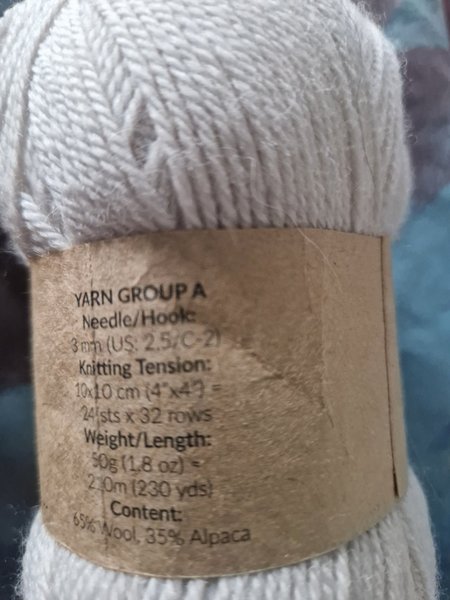 YARN GROUP A
Needle/Hook:
3 mm (US: 2.5/C-2)
Knitting Tension:
10x10 cm (4"x4") =
24 sts x 32 rows
Weight/Length:
50g (1.8 oz) =
210m (230 yds)
Content:
65% Wool, 35% Alpaca